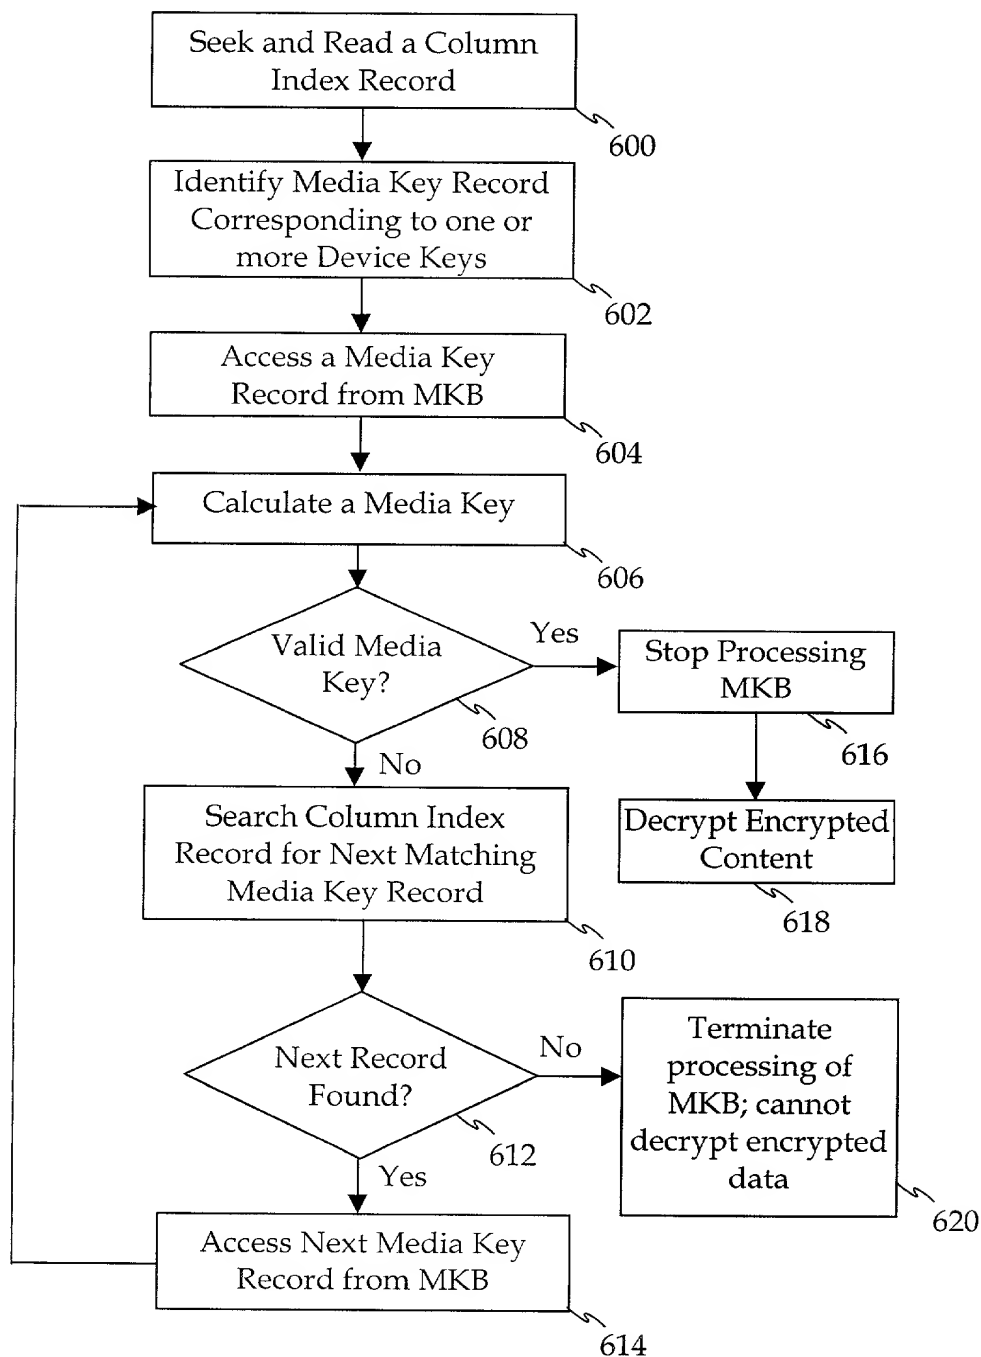 Seek and Read a Column
Index Record
600
Identify Media Key Record
Corresponding to one or
more Device Keys
602
Access a Media Key
Record from MKB
604
Calculate a Media Key
606
Valid Media
Key?
608
Yes
Stop Processing
MKB
616
Decrypt Encrypted
Content
618
No
Search Column Index
Record for Next Matching
Media Key Record
610
Next Record
Found?
612
No
Terminate
processing of
MKB; cannot
decrypt encrypted
data
620
Yes
Access Next Media Key
Record from MKB
614